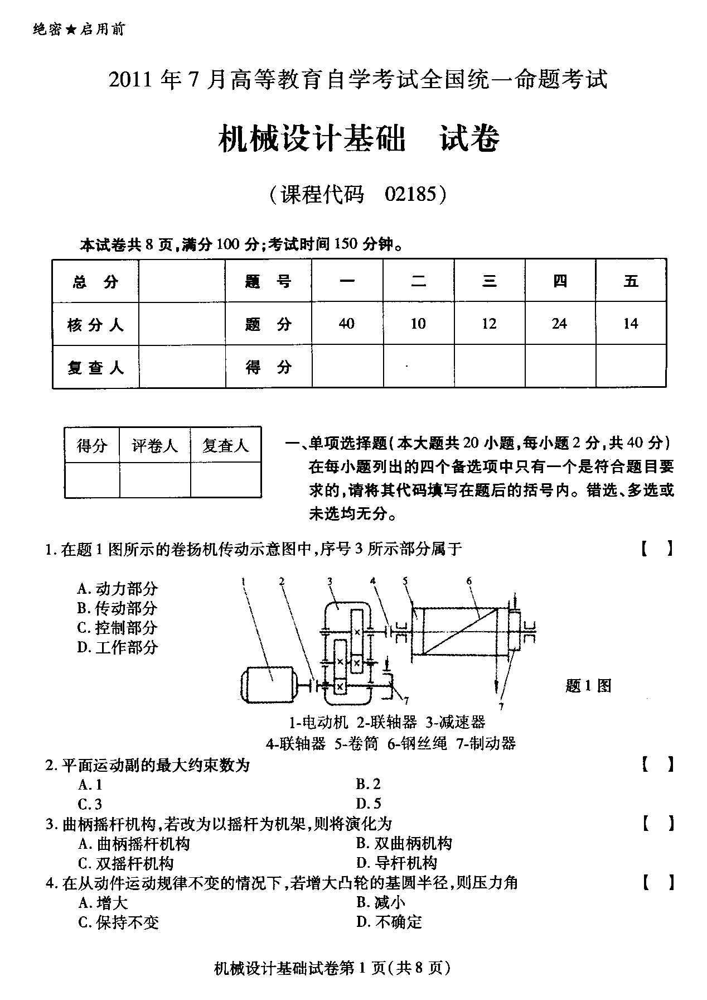 绝密★启用前
2011 年 7 月高等教育自学考试全国统一命题考试
机械设计基础 试卷
(课程代码 02185)
本试卷共 8 页,满分 100 分;考试时间 150 分钟。
总 分 题 号 一 二 三 四 五
核 分 人 题 分 40 10 12 24 14
复 查 人 得 分
得分 评卷人 复查人
一、单项选择题(本大题共 20 小题,每小题 2 分,共 40 分)
在每小题列出的四个备选项中只有一个是符合题目要
求的,请将其代码填写在题后的括号内。错选、多选或
未选均无分。
1. 在题 1 图所示的卷扬机传动示意图中,序号 3 所示部分属于 【 】
A. 动力部分
B. 传动部分
C. 控制部分
D. 工作部分
1 2 3 4 5 6
7
7
题 1 图
1-电动机 2-联轴器 3-减速器
4-联轴器 5-卷筒 6-钢丝绳 7-制动器
2. 平面运动副的最大约束数为 【 】
A. 1 B. 2
C. 3 D. 5
3. 曲柄摇杆机构,若改为以摇杆为机架,则将演化为 【 】
A. 曲柄摇杆机构 B. 双曲柄机构
C. 双摇杆机构 D. 导杆机构
4. 在从动件运动规律不变的情况下,若增大凸轮的基圆半径,则压力角 【 】
A. 增大 B. 减小
C. 保持不变 D. 不确定
机械设计基础试卷第 1 页(共 8 页)